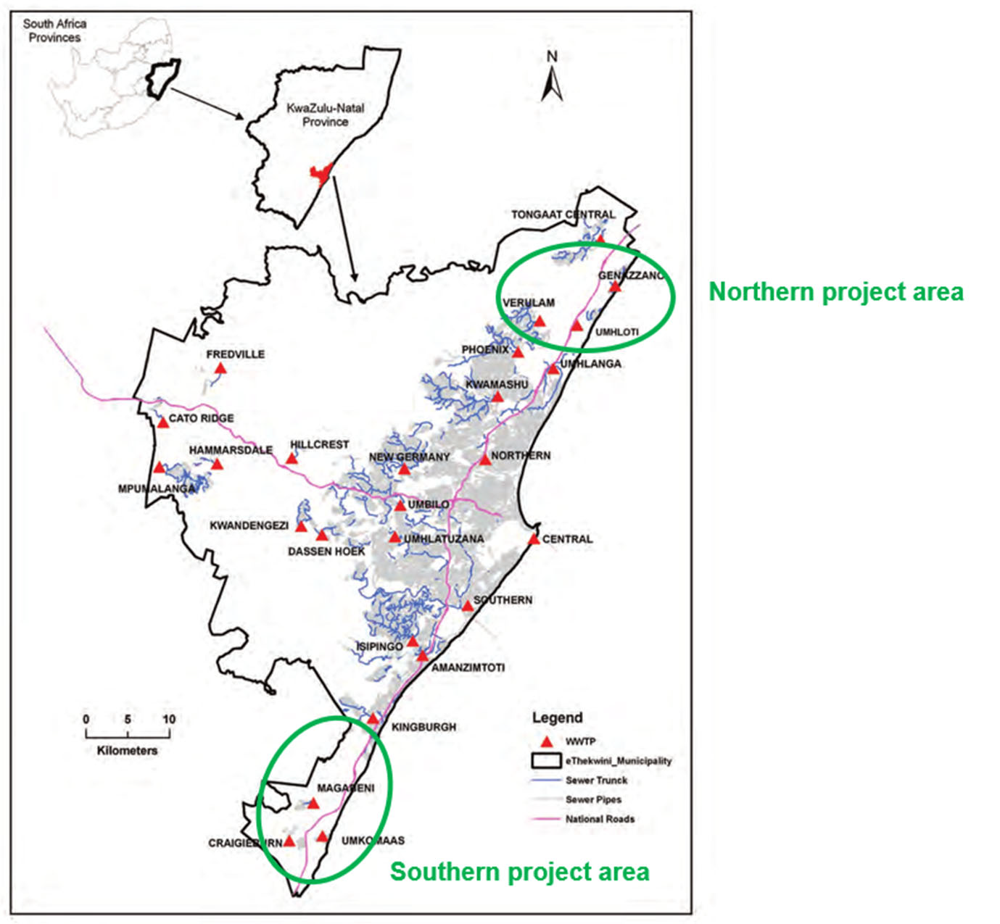 South Africa
Provinces
N
KwaZulu-Natal
Province
TONGAAT CENTRAL
GENAZZANO
Northern project area
VERULAM
UMHLOTI
PHOENIX
FREDVILLE
UMHLANGA
KWAMASHU
CATO RIDGE
HILLCREST
HAMMARSDALE
NEW GERMANY
NORTHERN
MPUMALANGA
UMBILO
KWANDENGEZI
UMHLATUZANA
CENTRAL
DASSEN HOEK
SOUTHERN
ISIPINGO
AMANZIMTOTI
0 5 10
Kilometers
KINGBURGH
Legend
WWTP
eThekwini_Municipality
Sewer Trunck
Sewer Pipes
National Roads
MAGABENI
CRAIGIEBURN
UMKOMAAS
Southern project area